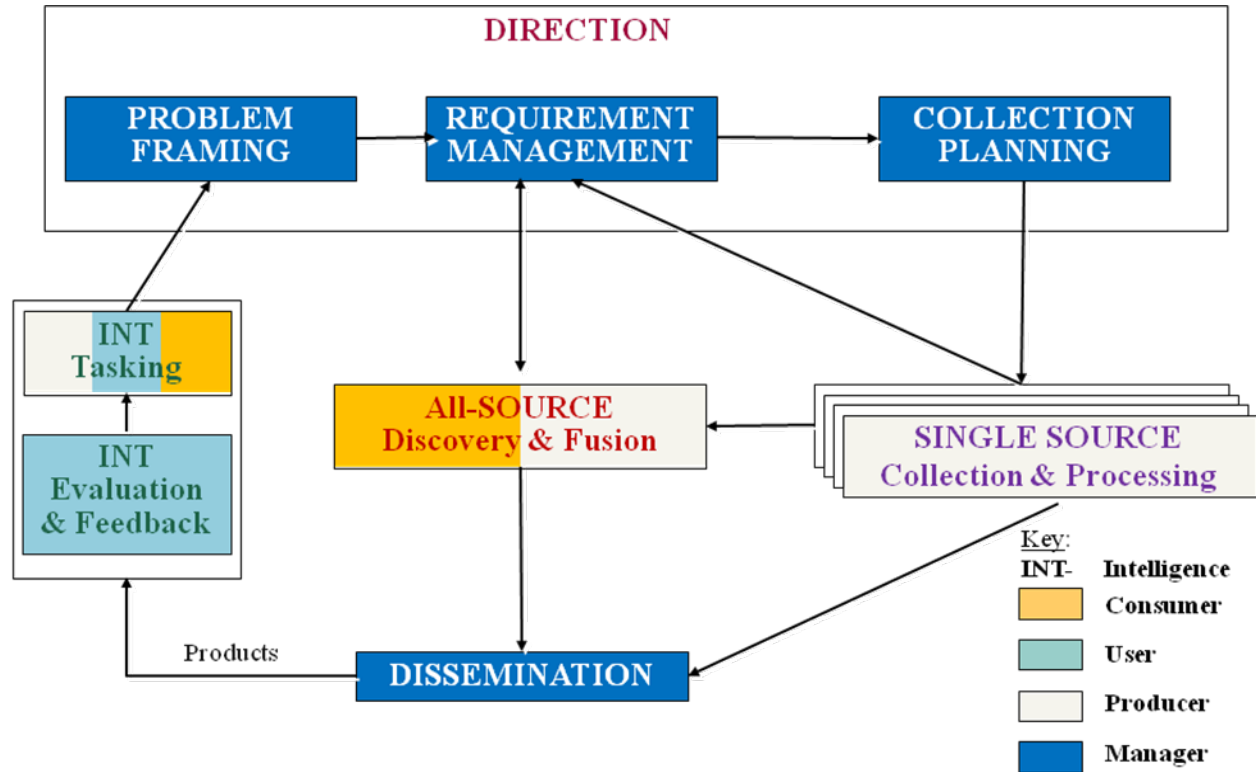 DIRECTION
PROBLEM
FRAMING
REQUIREMENT
MANAGEMENT
COLLECTION
PLANNING
INT
Tasking
INT
Evaluation
& Feedback
All-SOURCE
Discovery & Fusion
SINGLE SOURCE
Collection & Processing
Products
DISSEMINATION
Key:
INT- Intelligence
Consumer
User
Producer
Manager